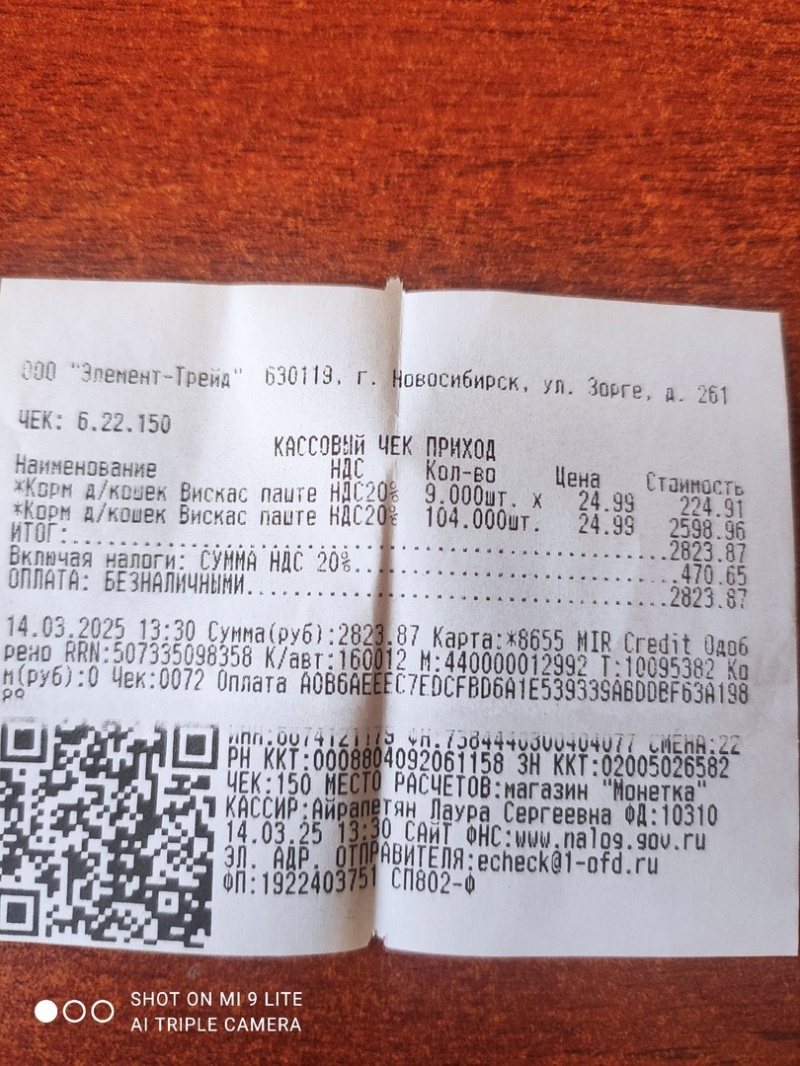 ООО "Элемент-Трейд" 630119, г. Новосибирск, ул. Зорге, д. 261
ЧЕК: 6.22.150
КАССОВЫЙ ЧЕК ПРИХОД
Наименование НДС Кол-во Цена Стоимость
*Корм д/кошек Вискас паште НДС20% 9.000шт. х 24.99 224.91
*Корм д/кошек Вискас паште НДС20% 104.000шт. 24.99 2598.96
ИТОГ:..............2823.87
Включая налоги: СУММА НДС 20%..............470.65
ОПЛАТА: БЕЗНАЛИЧНЫМИ..............2823.87
14.03.2025 13:30 Сумма(руб):2823.87 Карта:*8655 MIR Credit Одоб
рено RRN:507335098358 К/авт:160012 М:440000012992 Т:10095382 Ко
м(руб):0 Чек:0072 Оплата A0B6AEEEC7EDCFBD6A1E539339A6DDBF63A198
СМЕНА:22
РН ККТ:0008804092061158 ЗН ККТ:02005026582
ЧЕК:150 МЕСТО РАСЧЕТОВ:магазин "Монетка"
КАССИР:Айрапетян Лаура Сергеевна ФД:10310
14.03.25 13:30 САЙТ ФНС:www.nalog.gov.ru
ЭЛ. АДР. ОТПРАВИТЕЛЯ:echeck@1-ofd.ru
ФП:1922403751 СП802-Ф
SHOT ON MI 9 LITE
AI TRIPLE CAMERA